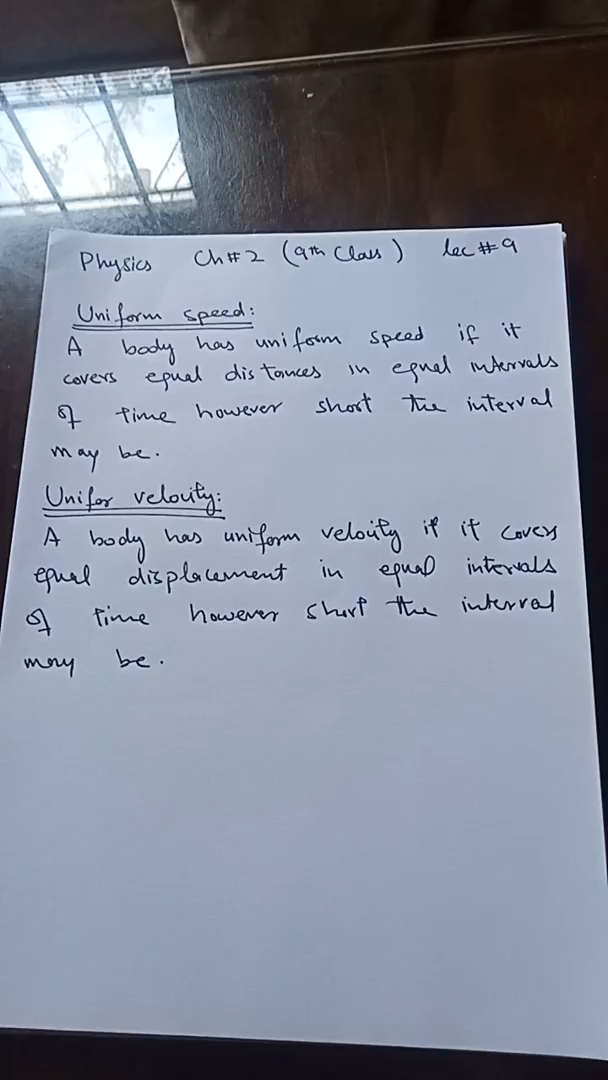 Physics Ch#2 (9th Class) Lec#9
Uniform speed:
A body has uniform speed if it
covers equal distances in equal intervals
of time however short the interval
may be.
Unifor velocity:
A body has uniform velocity if it covers
equal displacement in equal intervals
of time however short the interval
may be.